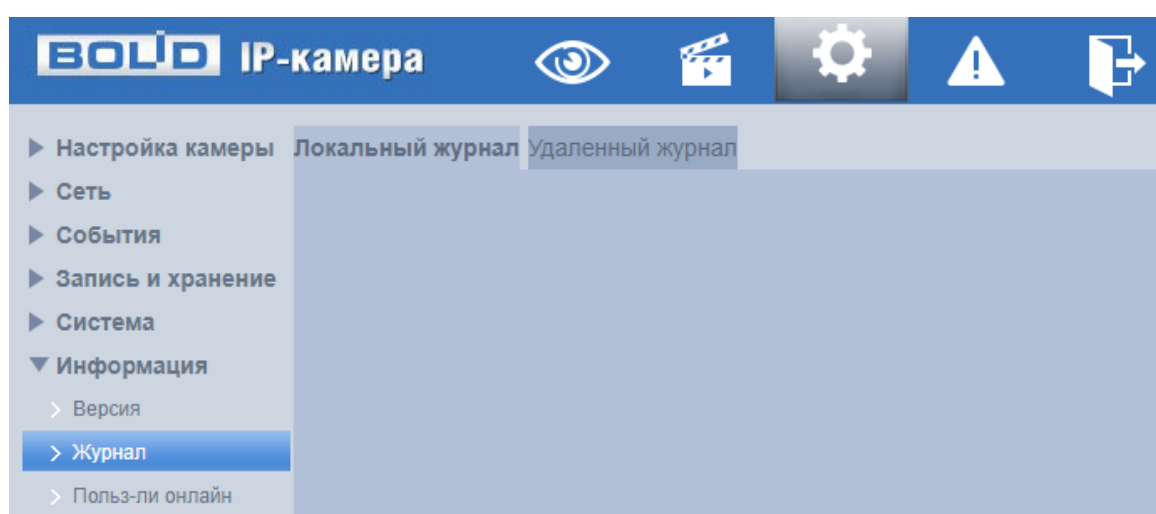 BOLID IP-камера
Настройка камеры
Локальный журнал
Удаленный журнал
Сеть
События
Запись и хранение
Система
Информация
Версия
Журнал
Польз-ли онлайн